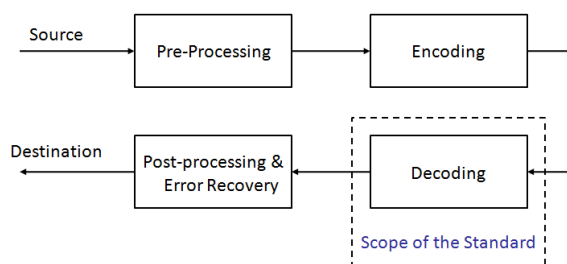 Source
Pre-Processing
Encoding
Destination
Post-processing &
Error Recovery
Decoding
Scope of the Standard